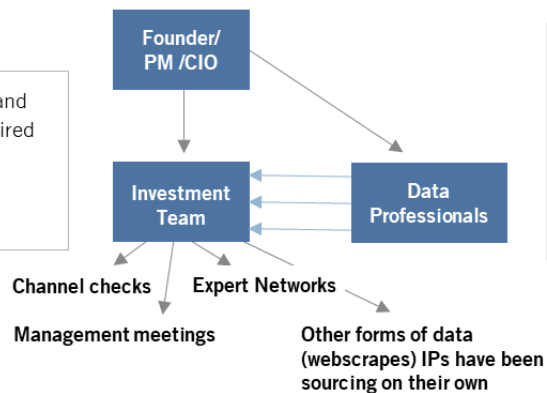 Founder/
PM /CIO
and
ired
Investment
Team
Data
Professionals
Channel checks
Expert Networks
Management meetings
Other forms of data
(webscrapes) IPs have been
sourcing on their own